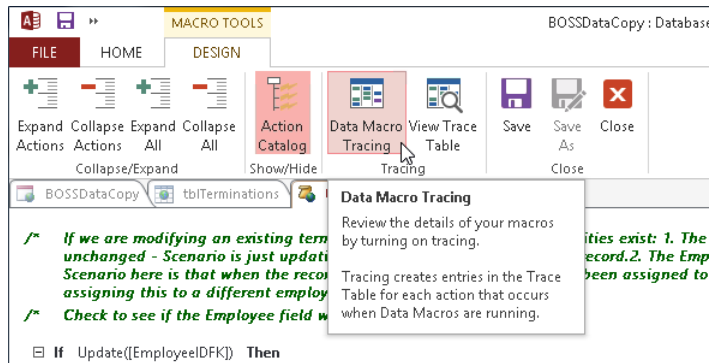 MACRO TOOLS
BOSSDataCopy : Database
FILE HOME DESIGN
Expand Actions
Collapse Actions
Expand All
Collapse All
Action Catalog
Data Macro Tracing
View Trace Table
Save
Save As
Close
Collapse/Expand Show/Hide Tracing Close
BOSSDataCopy tblTerminations
Data Macro Tracing
Review the details of your macros
by turning on tracing.
Tracing creates entries in the Trace
Table for each action that occurs
when Data Macros are running.
/* If we are modifying an existing term ities exist: 1. The
unchanged - Scenario is just updati record.2. The Emp
Scenario here is that when the reco been assigned to
assigning this to a different employ
/* Check to see if the Employee field w
If Update([EmployeeIDFK]) Then